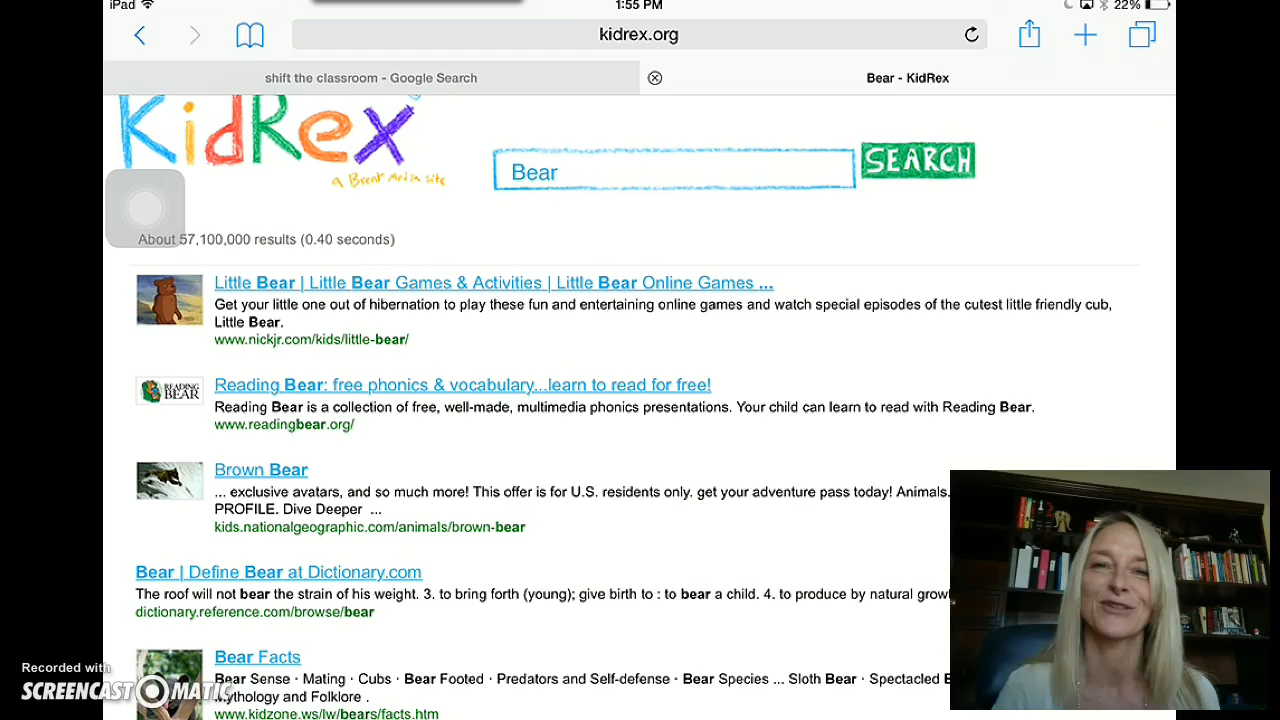 iPad 1:55 PM 22%
kidrex.org
shift the classroom - Google Search Bear - KidRex
KidRex
a Brent Media site
Bear SEARCH
About 57,100,000 results (0.40 seconds)
Little Bear | Little Bear Games & Activities | Little Bear Online Games ...
Get your little one out of hibernation to play these fun and entertaining online games and watch special episodes of the cutest little friendly cub,
Little Bear.
www.nickjr.com/kids/little-bear/
READING
BEAR
Reading Bear: free phonics & vocabulary...learn to read for free!
Reading Bear is a collection of free, well-made, multimedia phonics presentations. Your child can learn to read with Reading Bear.
www.readingbear.org/
Brown Bear
... exclusive avatars, and so much more! This offer is for U.S. residents only. get your adventure pass today! Animals.
PROFILE. Dive Deeper ...
kids.nationalgeographic.com/animals/brown-bear
Bear | Define Bear at Dictionary.com
The roof will not bear the strain of his weight. 3. to bring forth (young); give birth to : to bear a child. 4. to produce by natural
dictionary.reference.com/browse/bear
Bear Facts
Bear Sense · Mating · Cubs · Bear Footed · Predators and Self-defense · Bear Species ... Sloth Bear · Spectacled
Mythology and Folklore .
www.kidzone.ws/lw/bears/facts.htm
Recorded with
SCREENCAST-O-MATIC